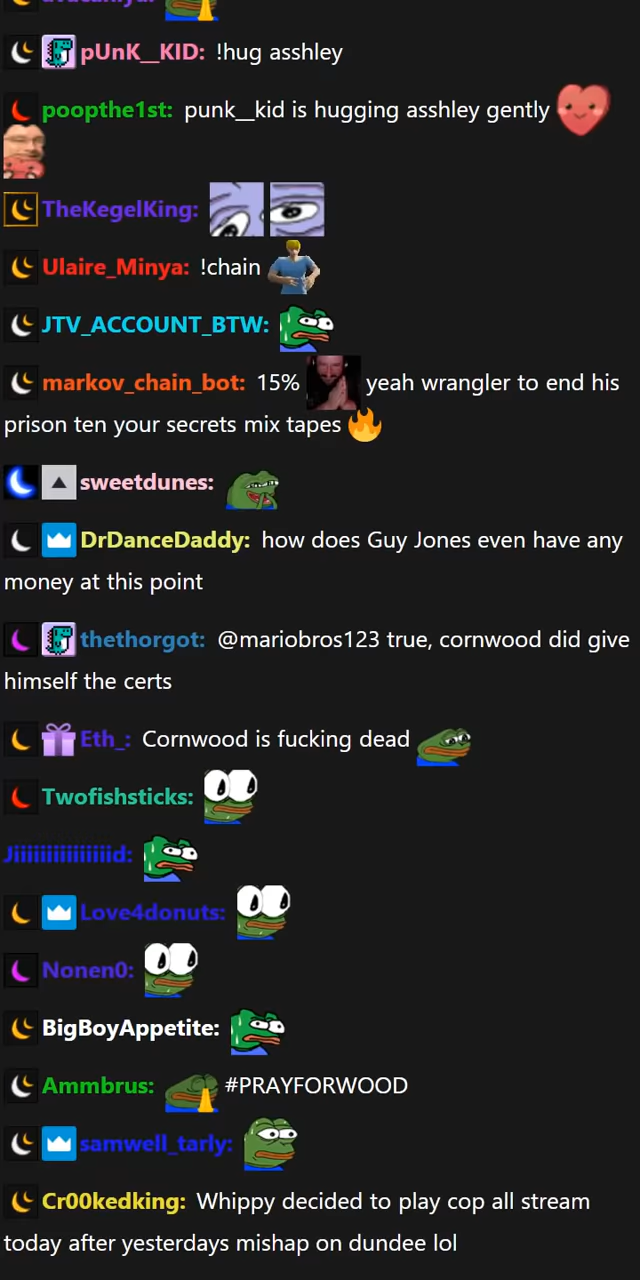 pUnK__KID: !hug asshley
poopthe1st: punk__kid is hugging asshley gently
TheKegelKing:
Ulaire_Minya: !chain
JTV_ACCOUNT_BTW:
markov_chain_bot: 15% yeah wrangler to end his
prison ten your secrets mix tapes
sweetdunes:
DrDanceDaddy: how does Guy Jones even have any
money at this point
thethorgot: @mariobros123 true, cornwood did give
himself the certs
Eth_: Cornwood is fucking dead
Twofishsticks:
Jiiiiiiiiiiiiiiid:
Love4donuts:
Nonen0:
BigBoyAppetite:
Ammbrus: #PRAYFORWOOD
samwell_tarly:
Cr00kedking: Whippy decided to play cop all stream
today after yesterdays mishap on dundee lol